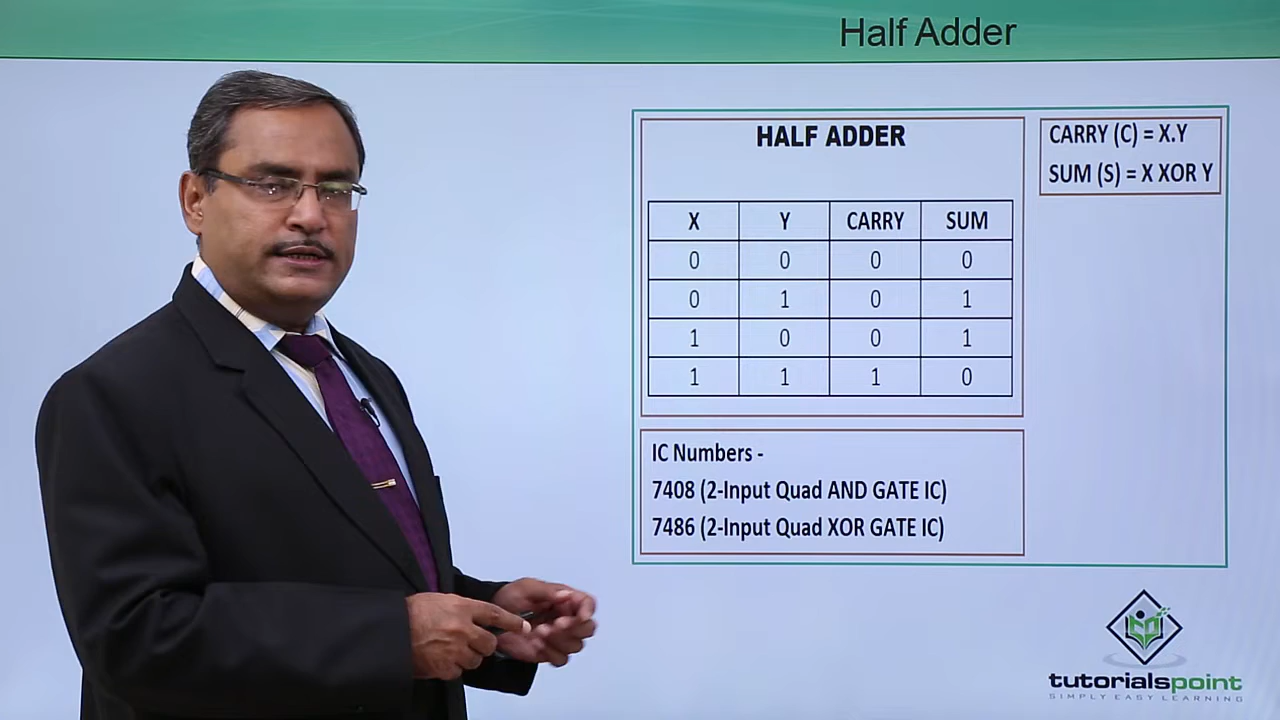 Half Adder
HALF ADDER
X Y CARRY SUM
0 0 0 0
0 1 0 1
1 0 0 1
1 1 1 0
CARRY (C) = X.Y
SUM (S) = X XOR Y
IC Numbers -
7408 (2-Input Quad AND GATE IC)
7486 (2-Input Quad XOR GATE IC)
tutorialspoint
SIMPLY EASY LEARNING